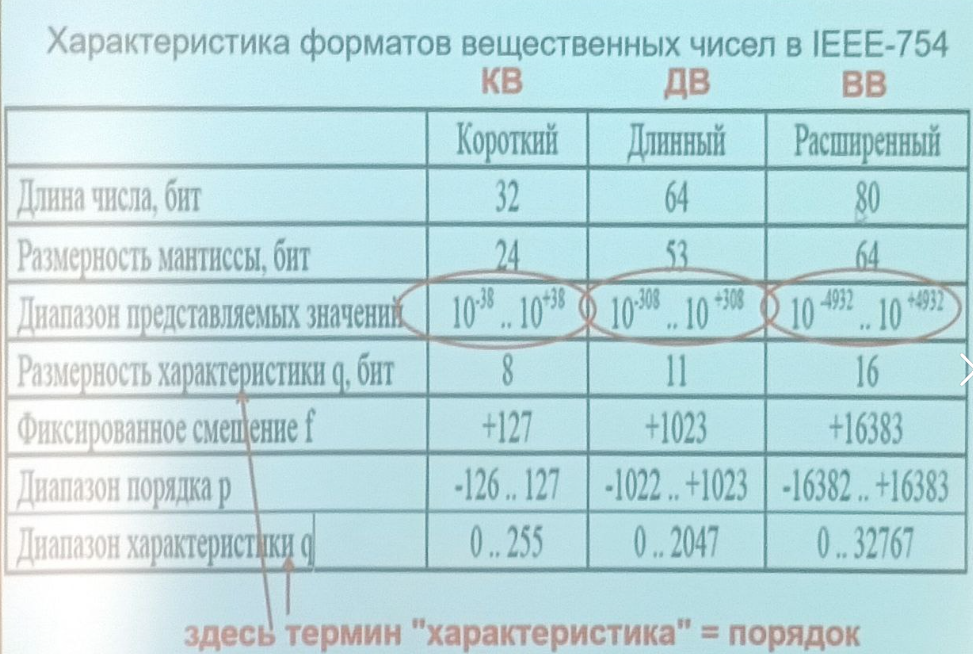 Характеристика форматов вещественных чисел в IEEE-754
КВ ДВ ВВ
Короткий Длинный Расширенный
Длина числа, бит 32 64 80
Размерность мантиссы, бит 24 53 64
Диапазон представляемых значений 10⁻³⁸ .. 10⁺³⁸ 10⁻³⁰⁸ .. 10⁺³⁰⁸ 10⁻⁴⁹³² .. 10⁺⁴⁹³²
Размерность характеристики q, бит 8 11 16
Фиксированное смещение f +127 +1023 +16383
Диапазон порядка p -126 .. 127 -1022 .. +1023 -16382 .. +16383
Диапазон характеристики q 0 .. 255 0 .. 2047 0 .. 32767
здесь термин "характеристика" = порядок